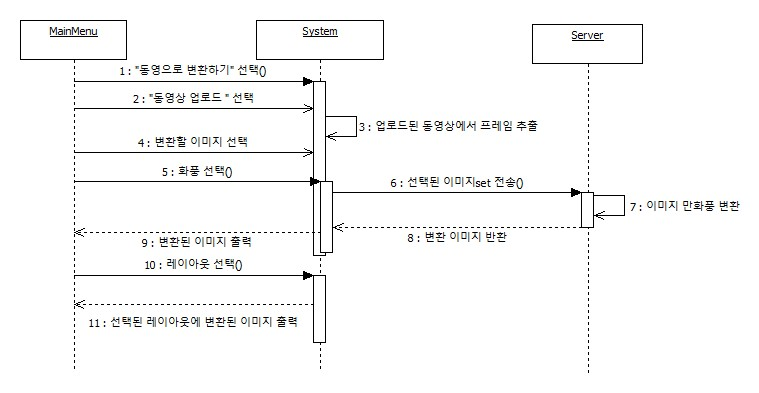 MainMenu
System
Server
1 : "동영으로 변환하기" 선택()
2 : "동영상 업로드 " 선택
3 : 업로드된 동영상에서 프레임 추출
4 : 변환할 이미지 선택
5 : 화풍 선택()
6 : 선택된 이미지set 전송()
7 : 이미지 만화풍 변환
8 : 변환 이미지 반환
9 : 변환된 이미지 출력
10 : 레이아웃 선택()
11 : 선택된 레이아웃에 변환된 이미지 출력